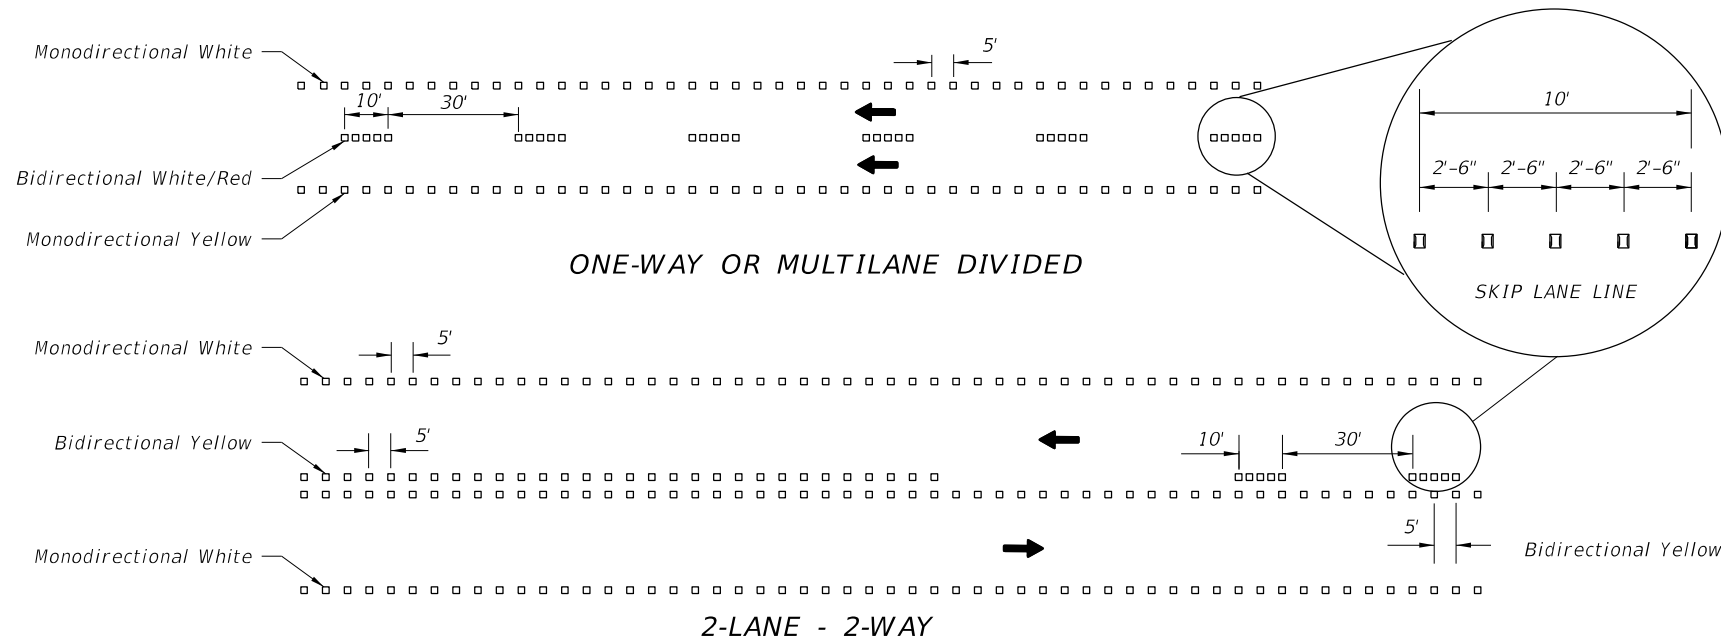 Monodirectional White
5'
10'
30'
10'
2'-6" 2'-6" 2'-6" 2'-6"
Bidirectional White/Red
Monodirectional Yellow
ONE-WAY OR MULTILANE DIVIDED
SKIP LANE LINE
Monodirectional White
5'
Bidirectional Yellow
5'
10'
30'
5'
Bidirectional Yellow
Monodirectional White
2-LANE - 2-WAY